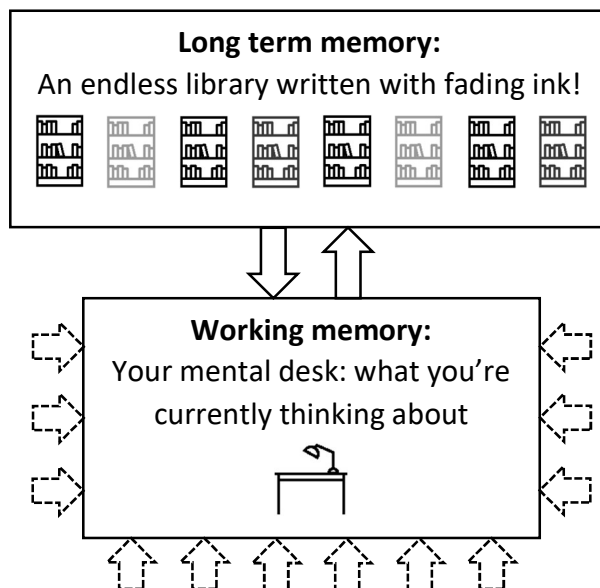 Long term memory:
An endless library written with fading ink!
Working memory:
Your mental desk: what you’re
currently thinking about